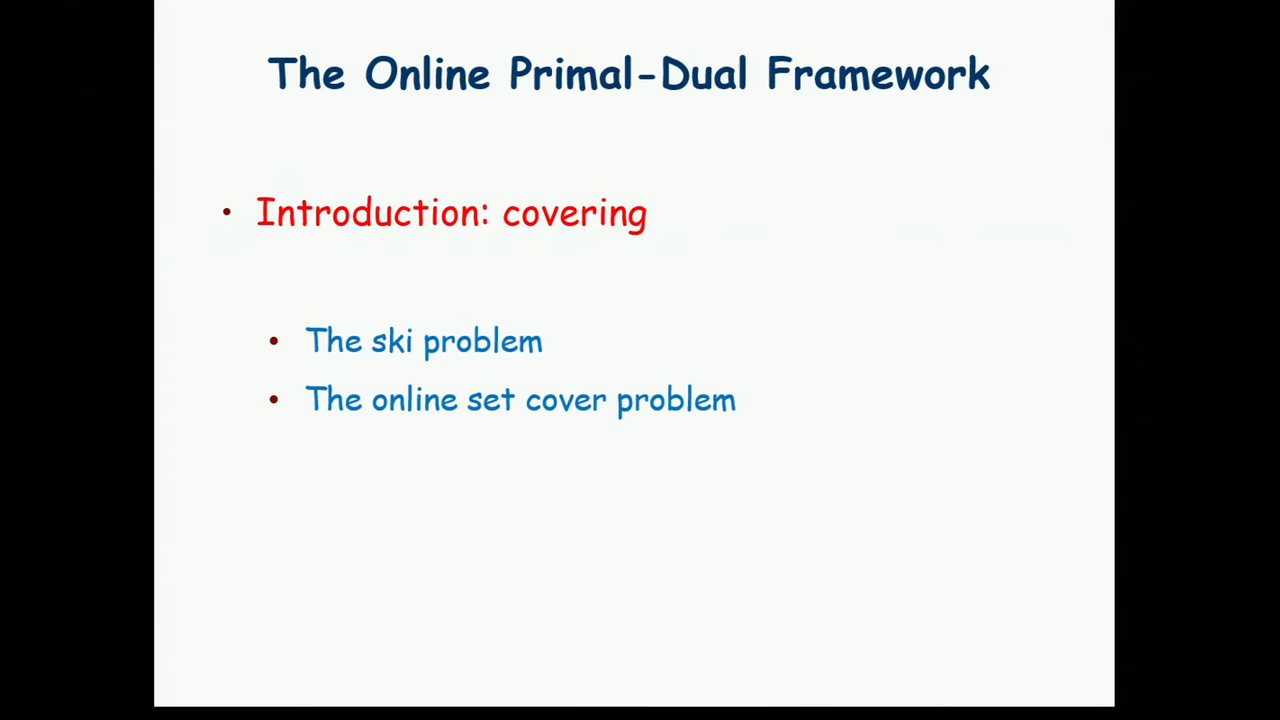 The Online Primal-Dual Framework
• Introduction: covering
• The ski problem
• The online set cover problem